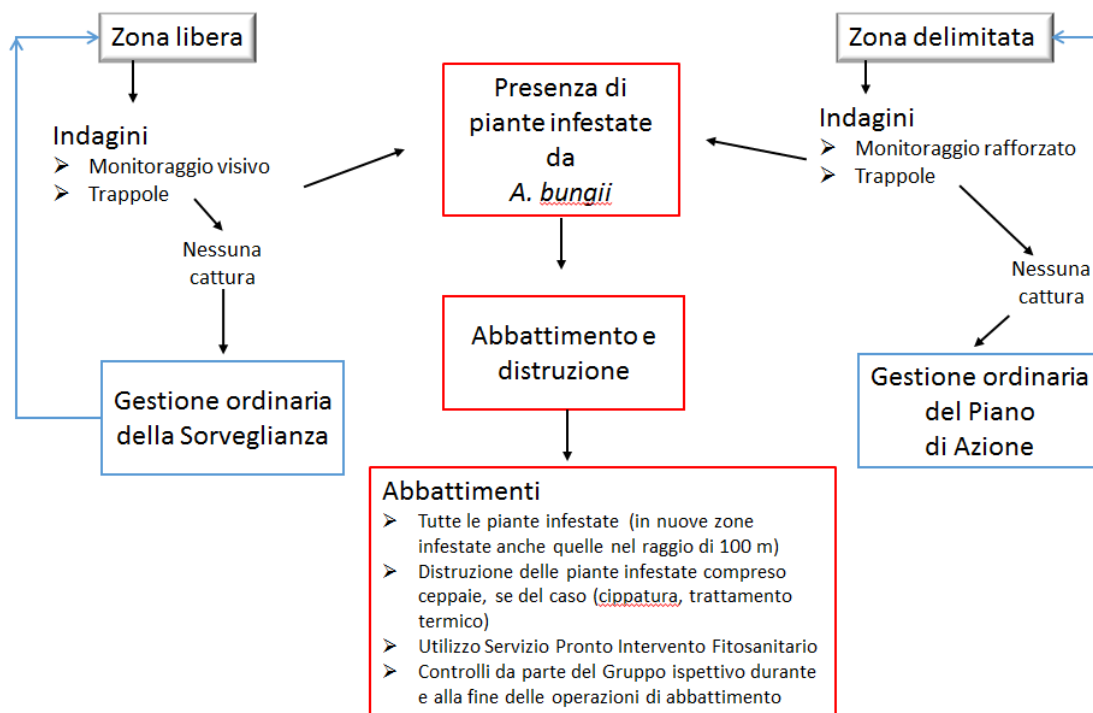 Zona libera
Indagini
➢ Monitoraggio visivo
➢ Trappole
Nessuna
cattura
Gestione ordinaria
della Sorveglianza
Presenza di
piante infestate
da
A. bungii
Abbattimento e
distruzione
Abbattimenti
➢ Tutte le piante infestate (in nuove zone
infestate anche quelle nel raggio di 100 m)
➢ Distruzione delle piante infestate compreso
ceppaie, se del caso (cippatura, trattamento
termico)
➢ Utilizzo Servizio Pronto Intervento Fitosanitario
➢ Controlli da parte del Gruppo ispettivo durante
e alla fine delle operazioni di abbattimento
Zona delimitata
Indagini
➢ Monitoraggio rafforzato
➢ Trappole
Nessuna
cattura
Gestione ordinaria
del Piano
di Azione